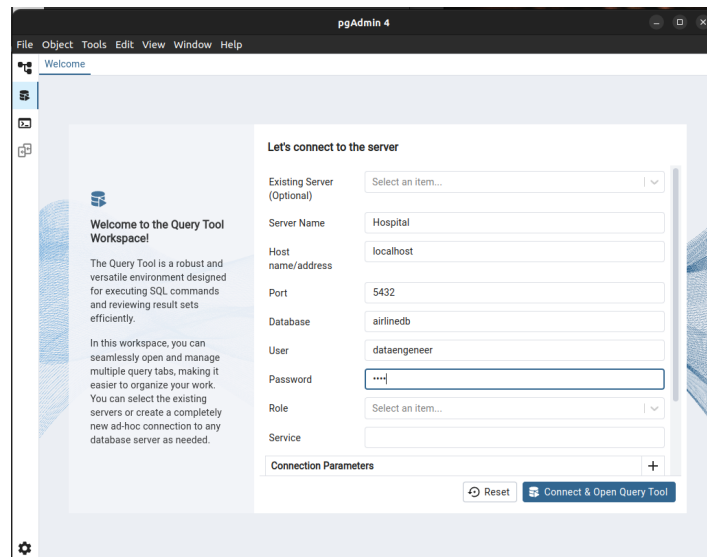 pgAdmin 4
File Object Tools Edit View Window Help
Welcome
Let's connect to the server
Existing Server
(Optional)
Select an item...
Server Name
Hospital
Host
name/address
localhost
Port
5432
Database
airlinedb
User
dataengeneer
Password
••••
Role
Select an item...
Service
Connection Parameters
Reset
Connect & Open Query Tool
Welcome to the Query Tool
Workspace!
The Query Tool is a robust and
versatile environment designed
for executing SQL commands
and reviewing result sets
efficiently.
In this workspace, you can
seamlessly open and manage
multiple query tabs, making it
easier to organize your work.
You can select the existing
servers or create a completely
new ad-hoc connection to any
database server as needed.